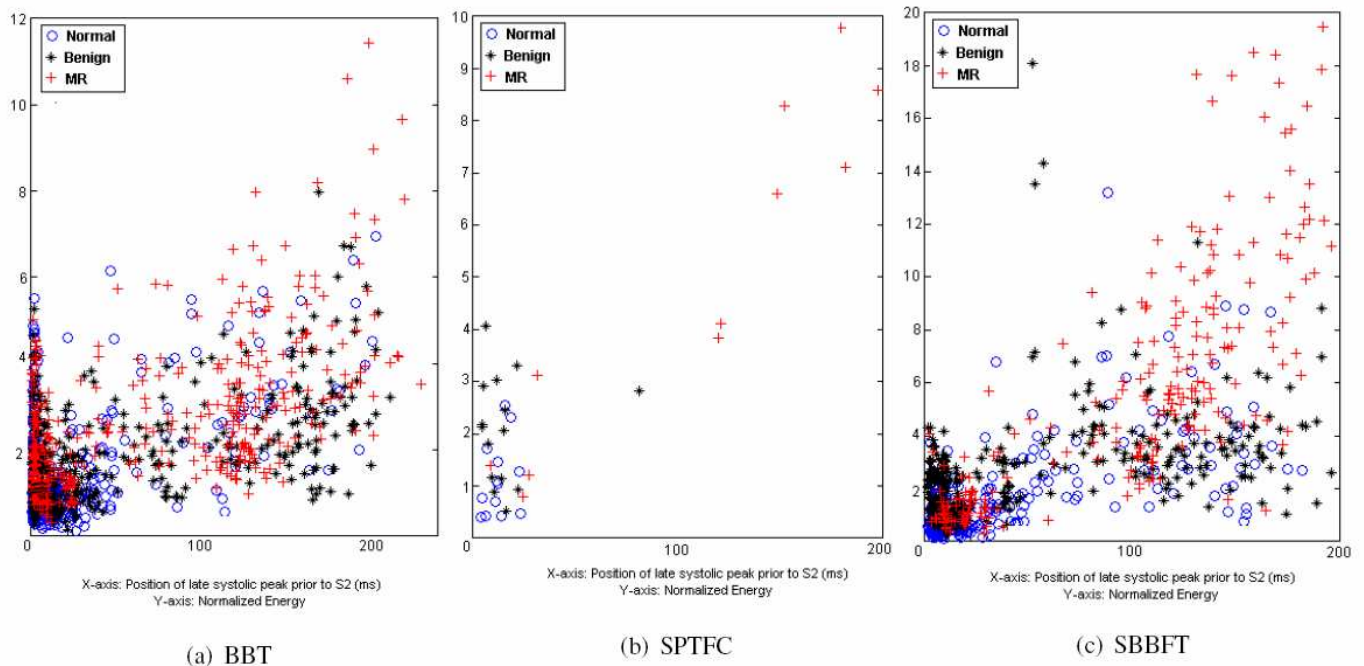 12
10
8
6
4
2
0
100
200
Normal
Benign
MR
X-axis: Position of late systolic peak prior to S2 (ms)
Y-axis: Normalized Energy
(a) BBT
10
9
8
7
6
5
4
3
2
1
0
100
200
Normal
Benign
MR
X-axis: Position of late systolic peak prior to S2 (ms)
Y-axis: Normalized Energy
(b) SPTFC
20
18
16
14
12
10
8
6
4
2
0
100
200
Normal
Benign
MR
X-axis: Position of late systolic peak prior to S2 (ms)
Y-axis: Normalized Energy
(c) SBBFT